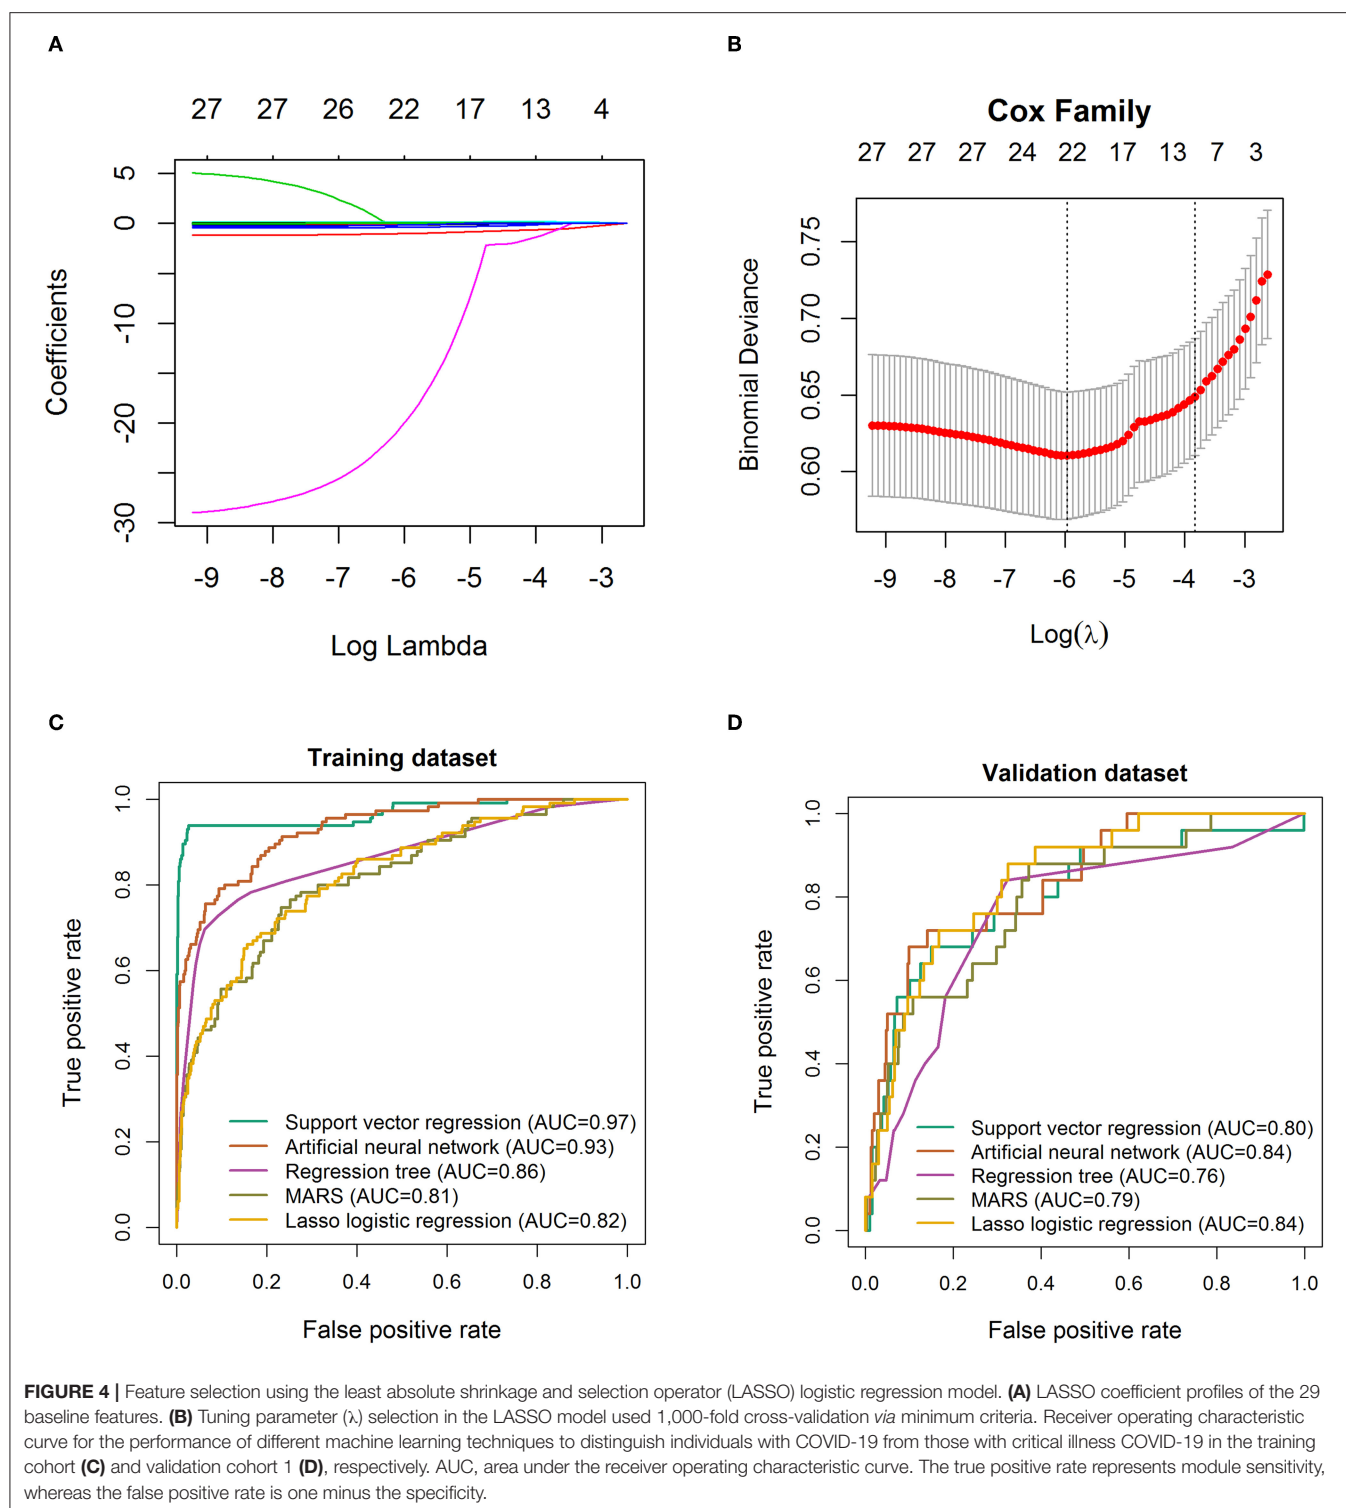 A
27 27 26 22 17 13 4
5
0
-10
-20
-30
Coefficients
-9 -8 -7 -6 -5 -4 -3
Log Lambda
B
Cox Family
27 27 27 24 22 17 13 7 3
0.75
0.70
0.65
0.60
Binomial Deviance
-9 -8 -7 -6 -5 -4 -3
Log(λ)
C
Training dataset
1.0
0.8
0.6
0.4
0.2
0.0
True positive rate
Support vector regression (AUC=0.97)
Artificial neural network (AUC=0.93)
Regression tree (AUC=0.86)
MARS (AUC=0.81)
Lasso logistic regression (AUC=0.82)
0.0 0.2 0.4 0.6 0.8 1.0
False positive rate
D
Validation dataset
1.0
0.8
0.6
0.4
0.2
0.0
True positive rate
Support vector regression (AUC=0.80)
Artificial neural network (AUC=0.84)
Regression tree (AUC=0.76)
MARS (AUC=0.79)
Lasso logistic regression (AUC=0.84)
0.0 0.2 0.4 0.6 0.8 1.0
False positive rate
FIGURE 4 | Feature selection using the least absolute shrinkage and selection operator (LASSO) logistic regression model. (A) LASSO coefficient profiles of the 29
baseline features. (B) Tuning parameter (λ) selection in the LASSO model used 1,000-fold cross-validation via minimum criteria. Receiver operating characteristic
curve for the performance of different machine learning techniques to distinguish individuals with COVID-19 from those with critical illness COVID-19 in the training
cohort (C) and validation cohort 1 (D), respectively. AUC, area under the receiver operating characteristic curve. The true positive rate represents module sensitivity,
whereas the false positive rate is one minus the specificity.